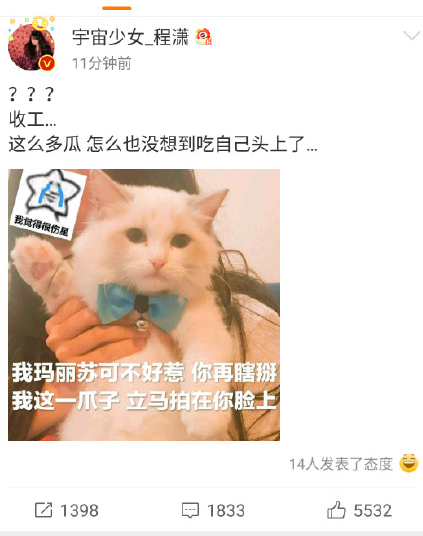 宇宙少女_程潇
11分钟前
？？？
收工...
这么多瓜 怎么也没想到吃自己头上了...
我觉得很伤星
我玛丽苏可不好惹 你再瞎掰
我这一爪子 立马拍在你脸上
14人发表了态度
1398
1833
5532